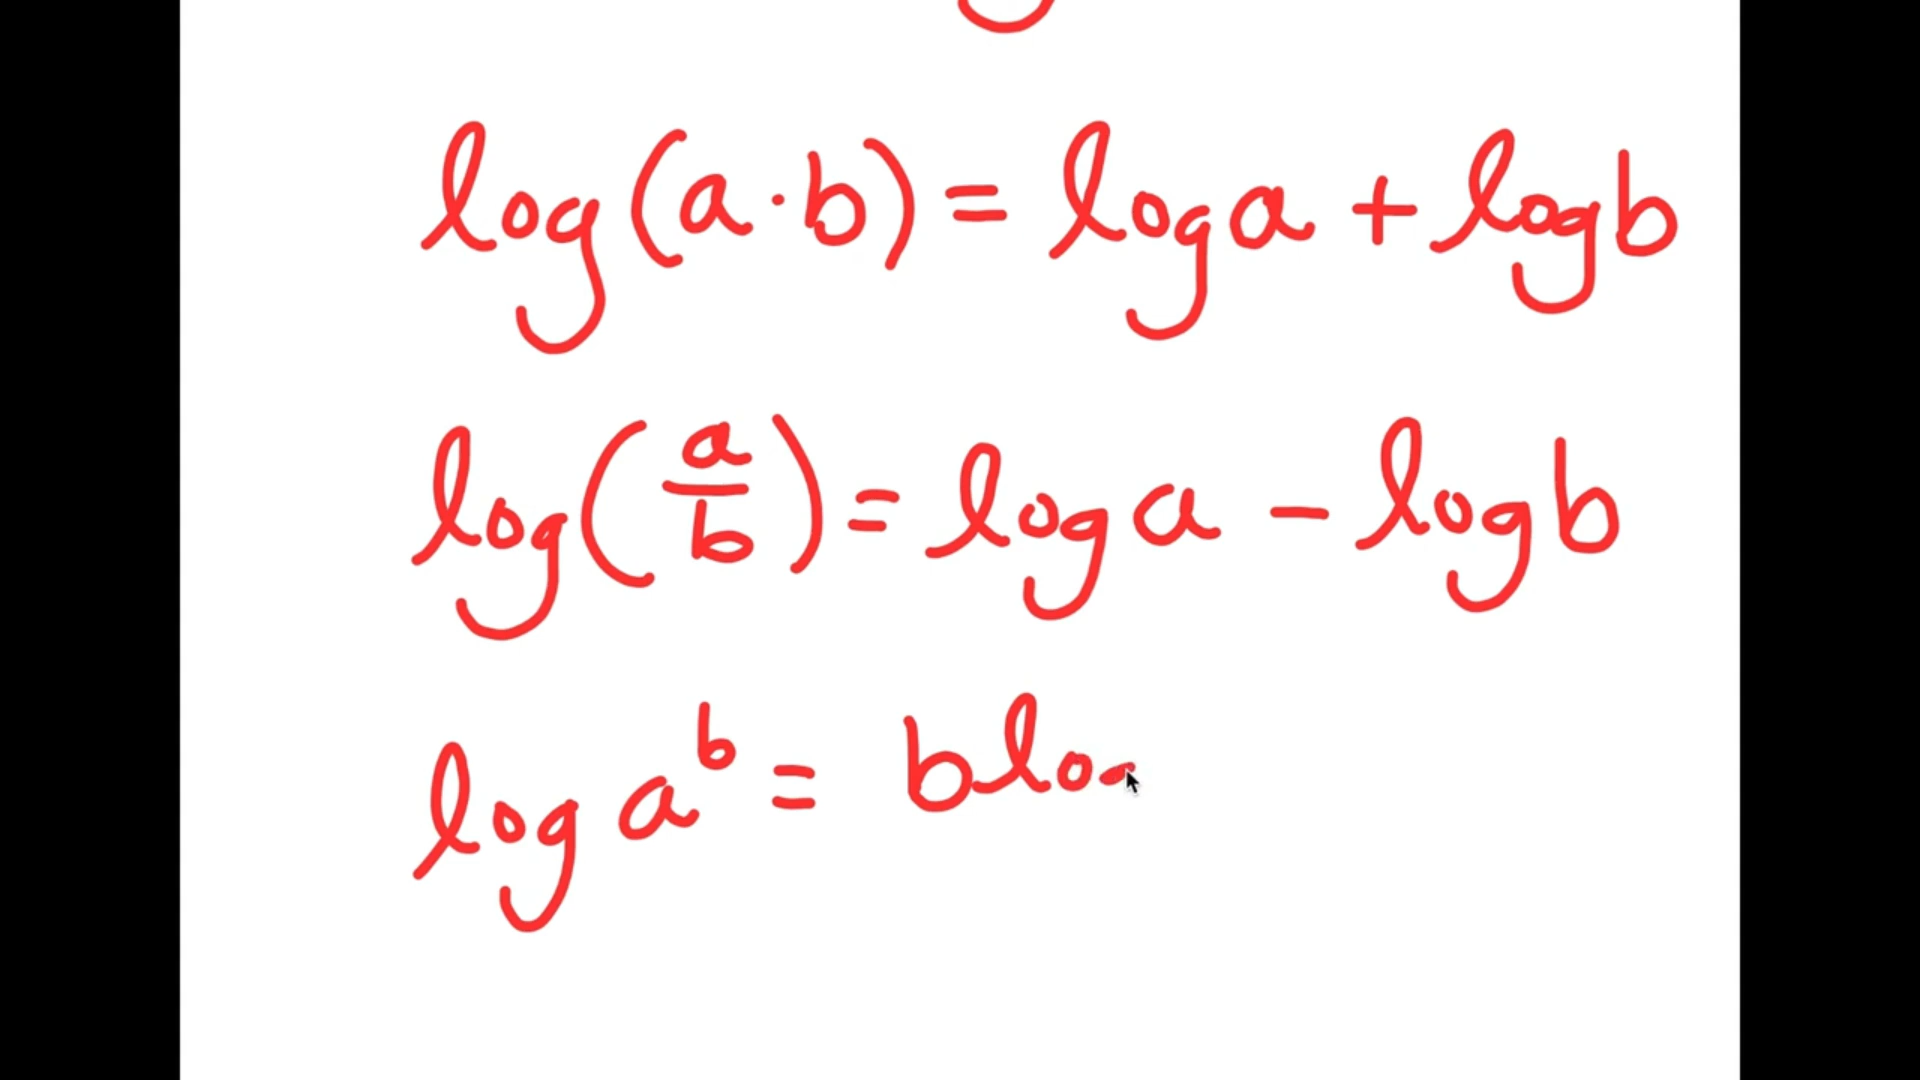 log(a·b) = log a + log b
log(a/b) = log a - log b
log a^b = b lo